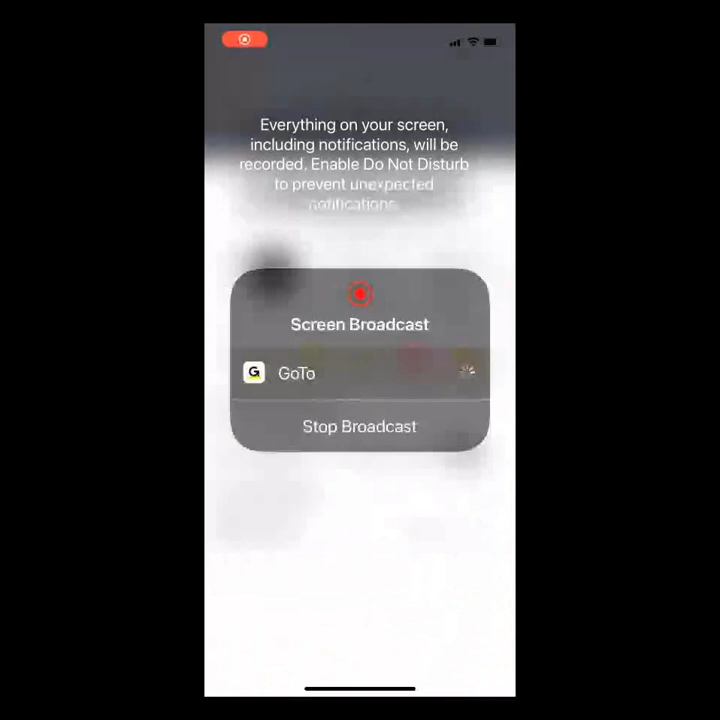 Everything on your screen,
including notifications, will be
recorded. Enable Do Not Disturb
to prevent unexpected
notifications.
Screen Broadcast
G GoTo
Stop Broadcast